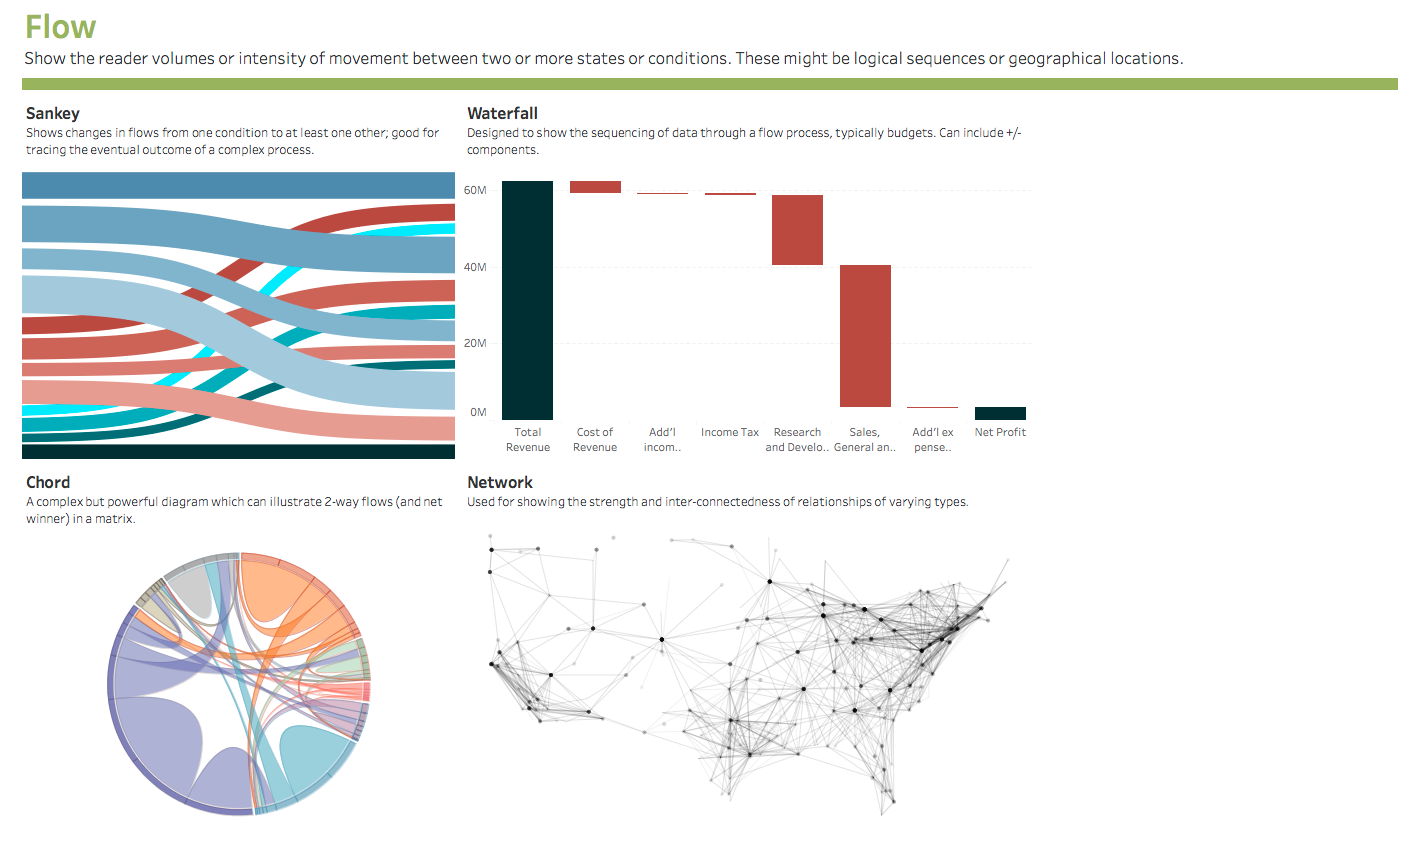 Flow
Show the reader volumes or intensity of movement between two or more states or conditions. These might be logical sequences or geographical locations.
Sankey
Shows changes in flows from one condition to at least one other; good for
tracing the eventual outcome of a complex process.
Waterfall
Designed to show the sequencing of data through a flow process, typically budgets. Can include +/-
components.
60M
40M
20M
0M
Total
Revenue
Cost of
Revenue
Add'l
incom..
Income Tax
Research
and Develo..
Sales,
General an..
Add'l ex
pense..
Net Profit
Chord
A complex but powerful diagram which can illustrate 2-way flows (and net
winner) in a matrix.
Network
Used for showing the strength and inter-connectedness of relationships of varying types.